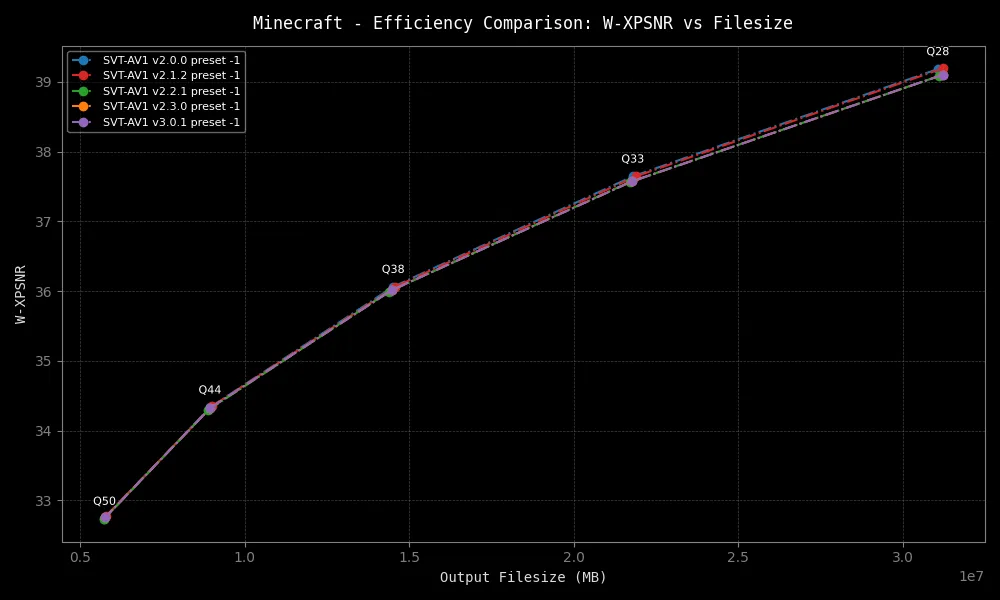 Minecraft - Efficiency Comparison: W-XPSNR vs Filesize
SVT-AV1 v2.0.0 preset -1
SVT-AV1 v2.1.2 preset -1
SVT-AV1 v2.2.1 preset -1
SVT-AV1 v2.3.0 preset -1
SVT-AV1 v3.0.1 preset -1
Q28
Q33
Q38
Q44
Q50
39
38
37
36
35
34
33
W-XPSNR
0.5 1.0 1.5 2.0 2.5 3.0
1e7
Output Filesize (MB)